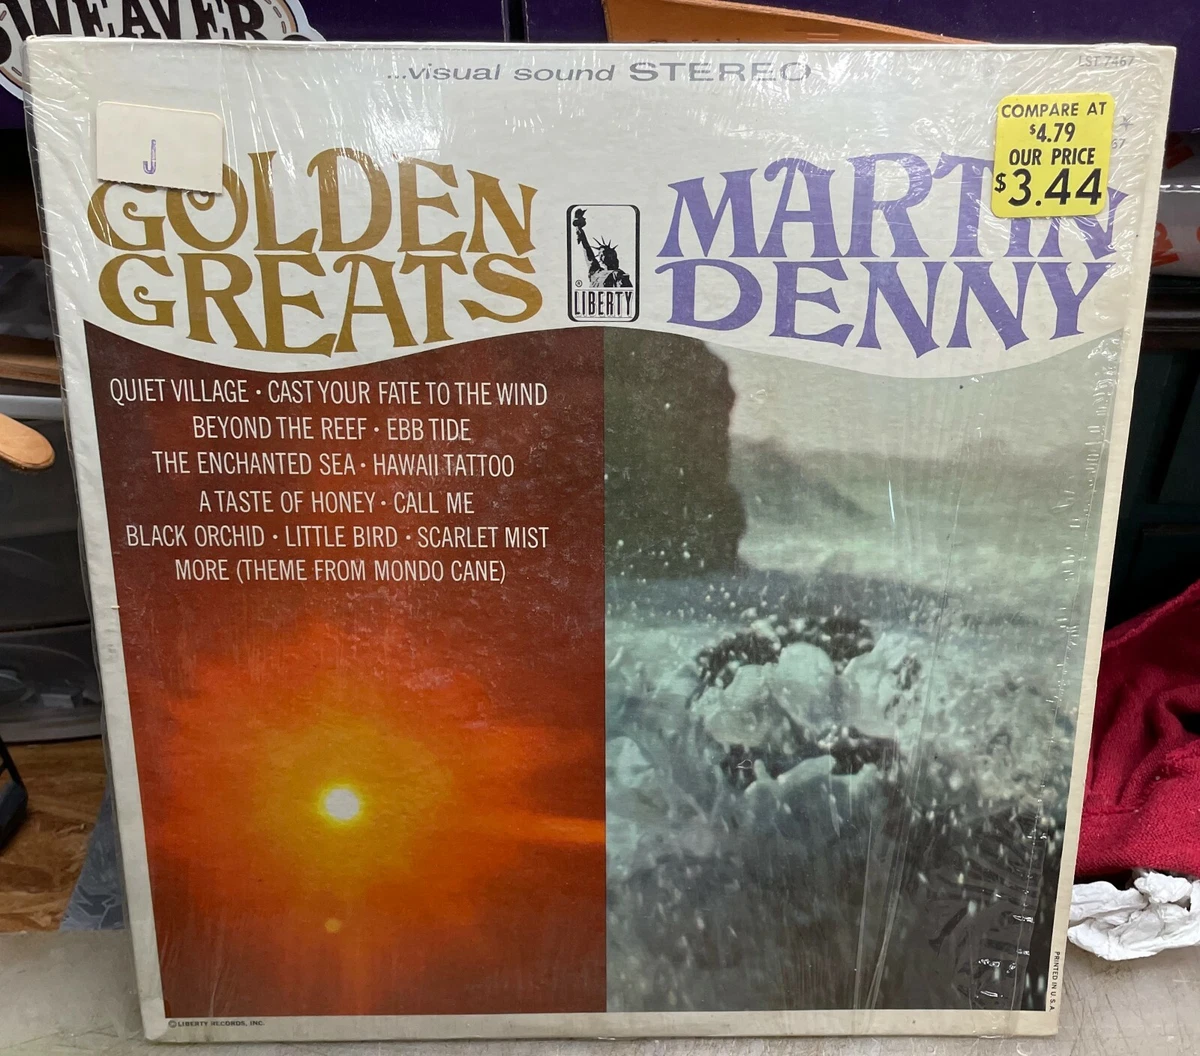 WEAVER
...visual sound STEREO
LST-7467
J
COMPARE AT
$4.79
OUR PRICE
$3.44
GOLDEN
GREATS
® LIBERTY
MARTIN
DENNY
QUIET VILLAGE · CAST YOUR FATE TO THE WIND
BEYOND THE REEF · EBB TIDE
THE ENCHANTED SEA · HAWAII TATTOO
A TASTE OF HONEY · CALL ME
BLACK ORCHID · LITTLE BIRD · SCARLET MIST
MORE (THEME FROM MONDO CANE)
PRINTED IN U.S.A.
© LIBERTY RECORDS, INC.